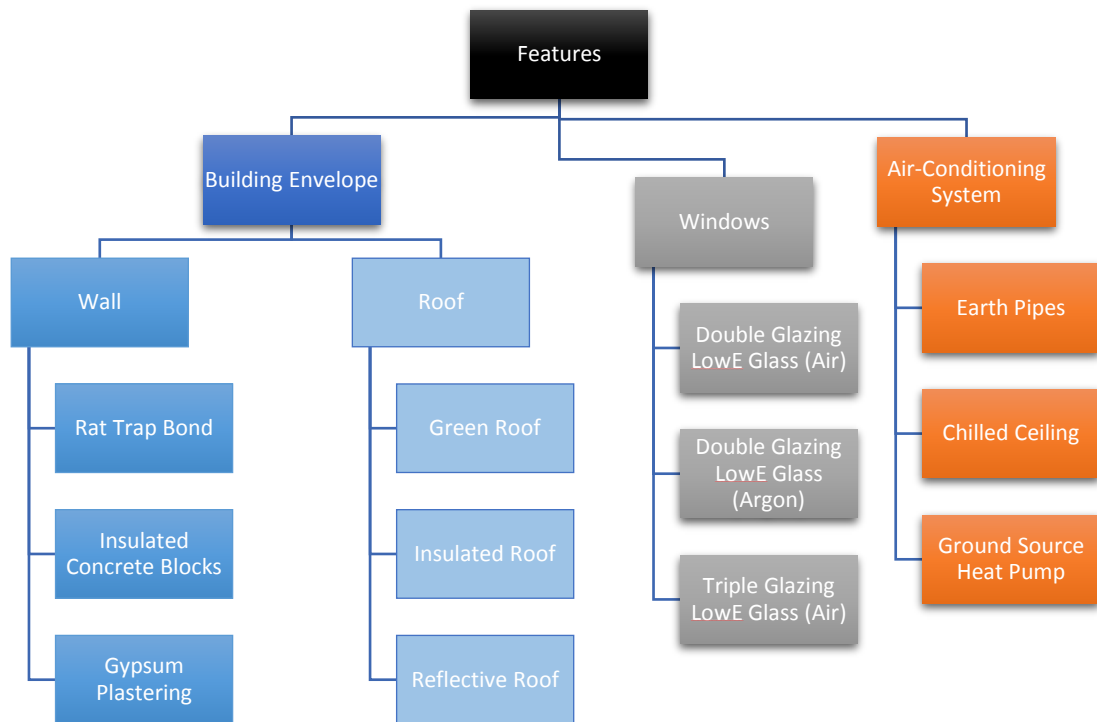 Features
Building Envelope
Wall
Rat Trap Bond
Insulated
Concrete Blocks
Gypsum
Plastering
Roof
Green Roof
Insulated Roof
Reflective Roof
Windows
Double Glazing
LowE Glass (Air)
Double Glazing
LowE Glass
(Argon)
Triple Glazing
LowE Glass (Air)
Air-Conditioning
System
Earth Pipes
Chilled Ceiling
Ground Source
Heat Pump